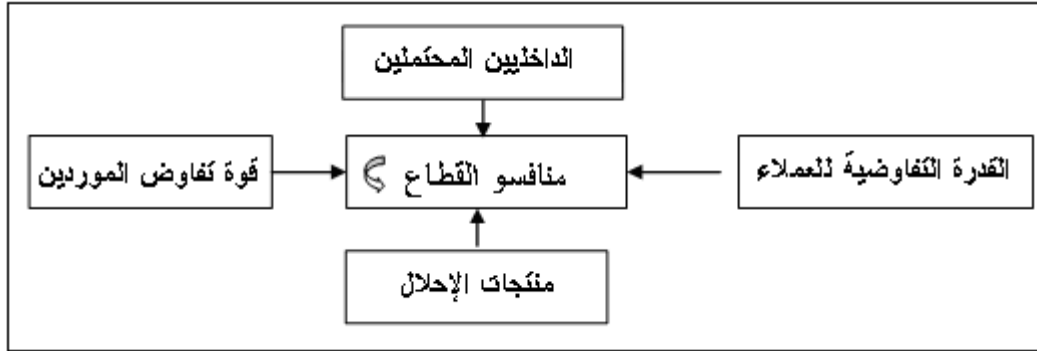 الداخليين المحتملين
قوة تفاوض الموردين
منافسو القطاع
القدرة التفاوضية للعملاء
منتجات الإحلال